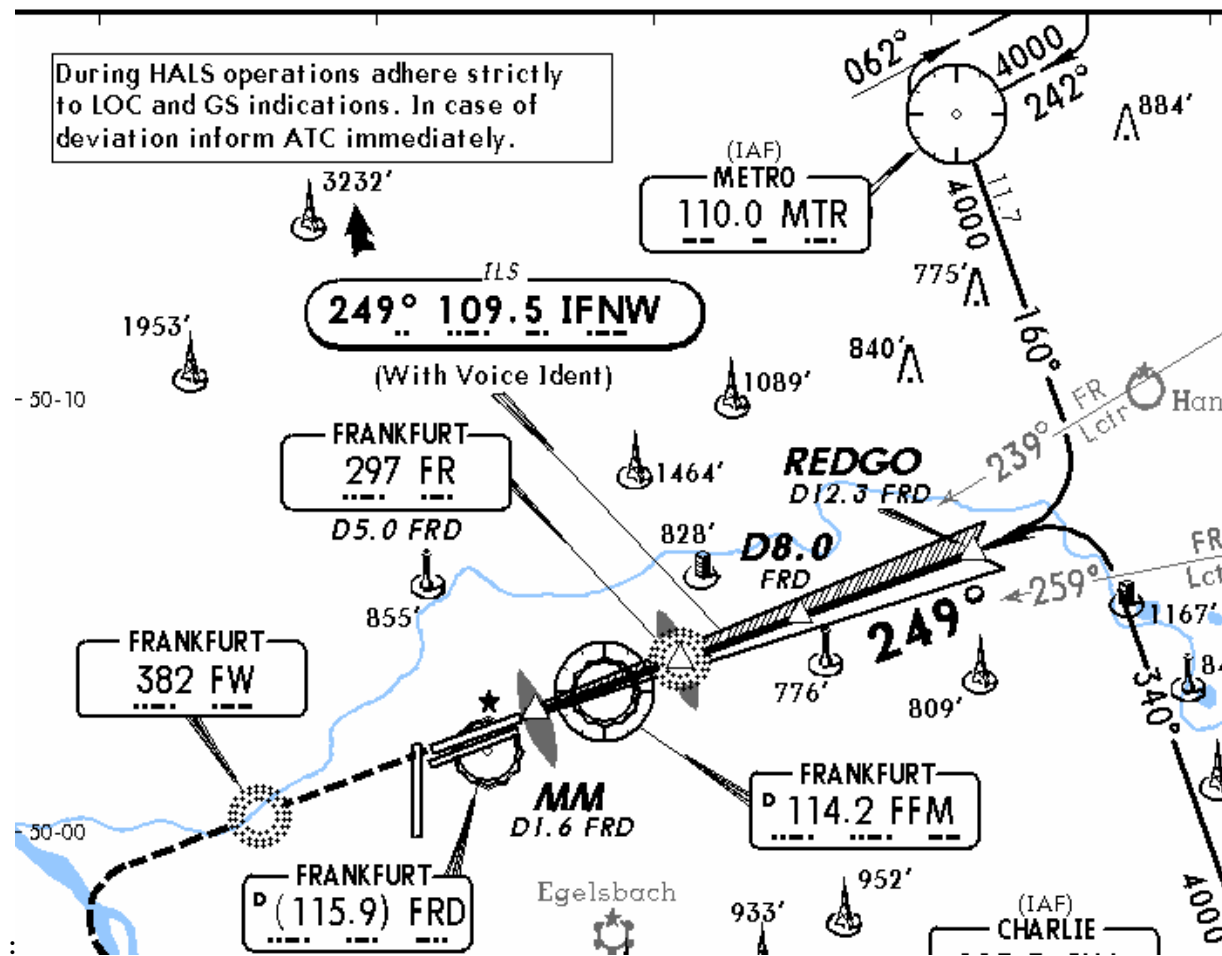 During HALS operations adhere strictly
to LOC and GS indications. In case of
deviation inform ATC immediately.
062°
4000
242°
884'
(IAF)
METRO
110.0 MTR
4000
11.7
3232'
775'
ILS
249° 109.5 IFNW
(With Voice Ident)
160°
1953'
840'
1089'
50-10
FR
Lctr
Han
239°
FRANKFURT
297 FR
D5.0 FRD
1464'
REDGO
D12.3 FRD
828'
D8.0
FRD
FR
Lct
259°
855'
249°
1167'
FRANKFURT
382 FW
776'
809'
84
340°
MM
D1.6 FRD
FRANKFURT
D 114.2 FFM
50-00
FRANKFURT
D (115.9) FRD
Egelsbach
933'
952'
4000
(IAF)
CHARLIE